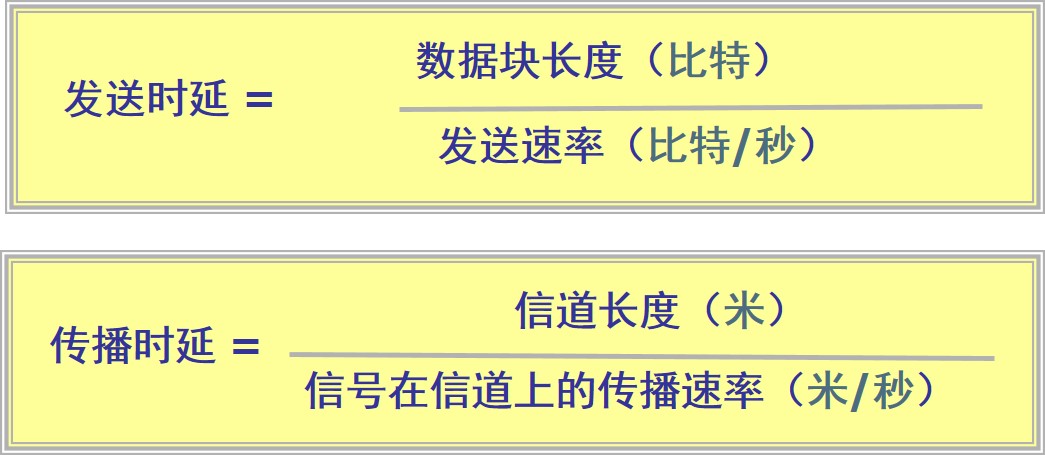 数据块长度（比特）
发送时延 =
发送速率（比特/秒）
信道长度（米）
传播时延 =
信号在信道上的传播速率（米/秒）